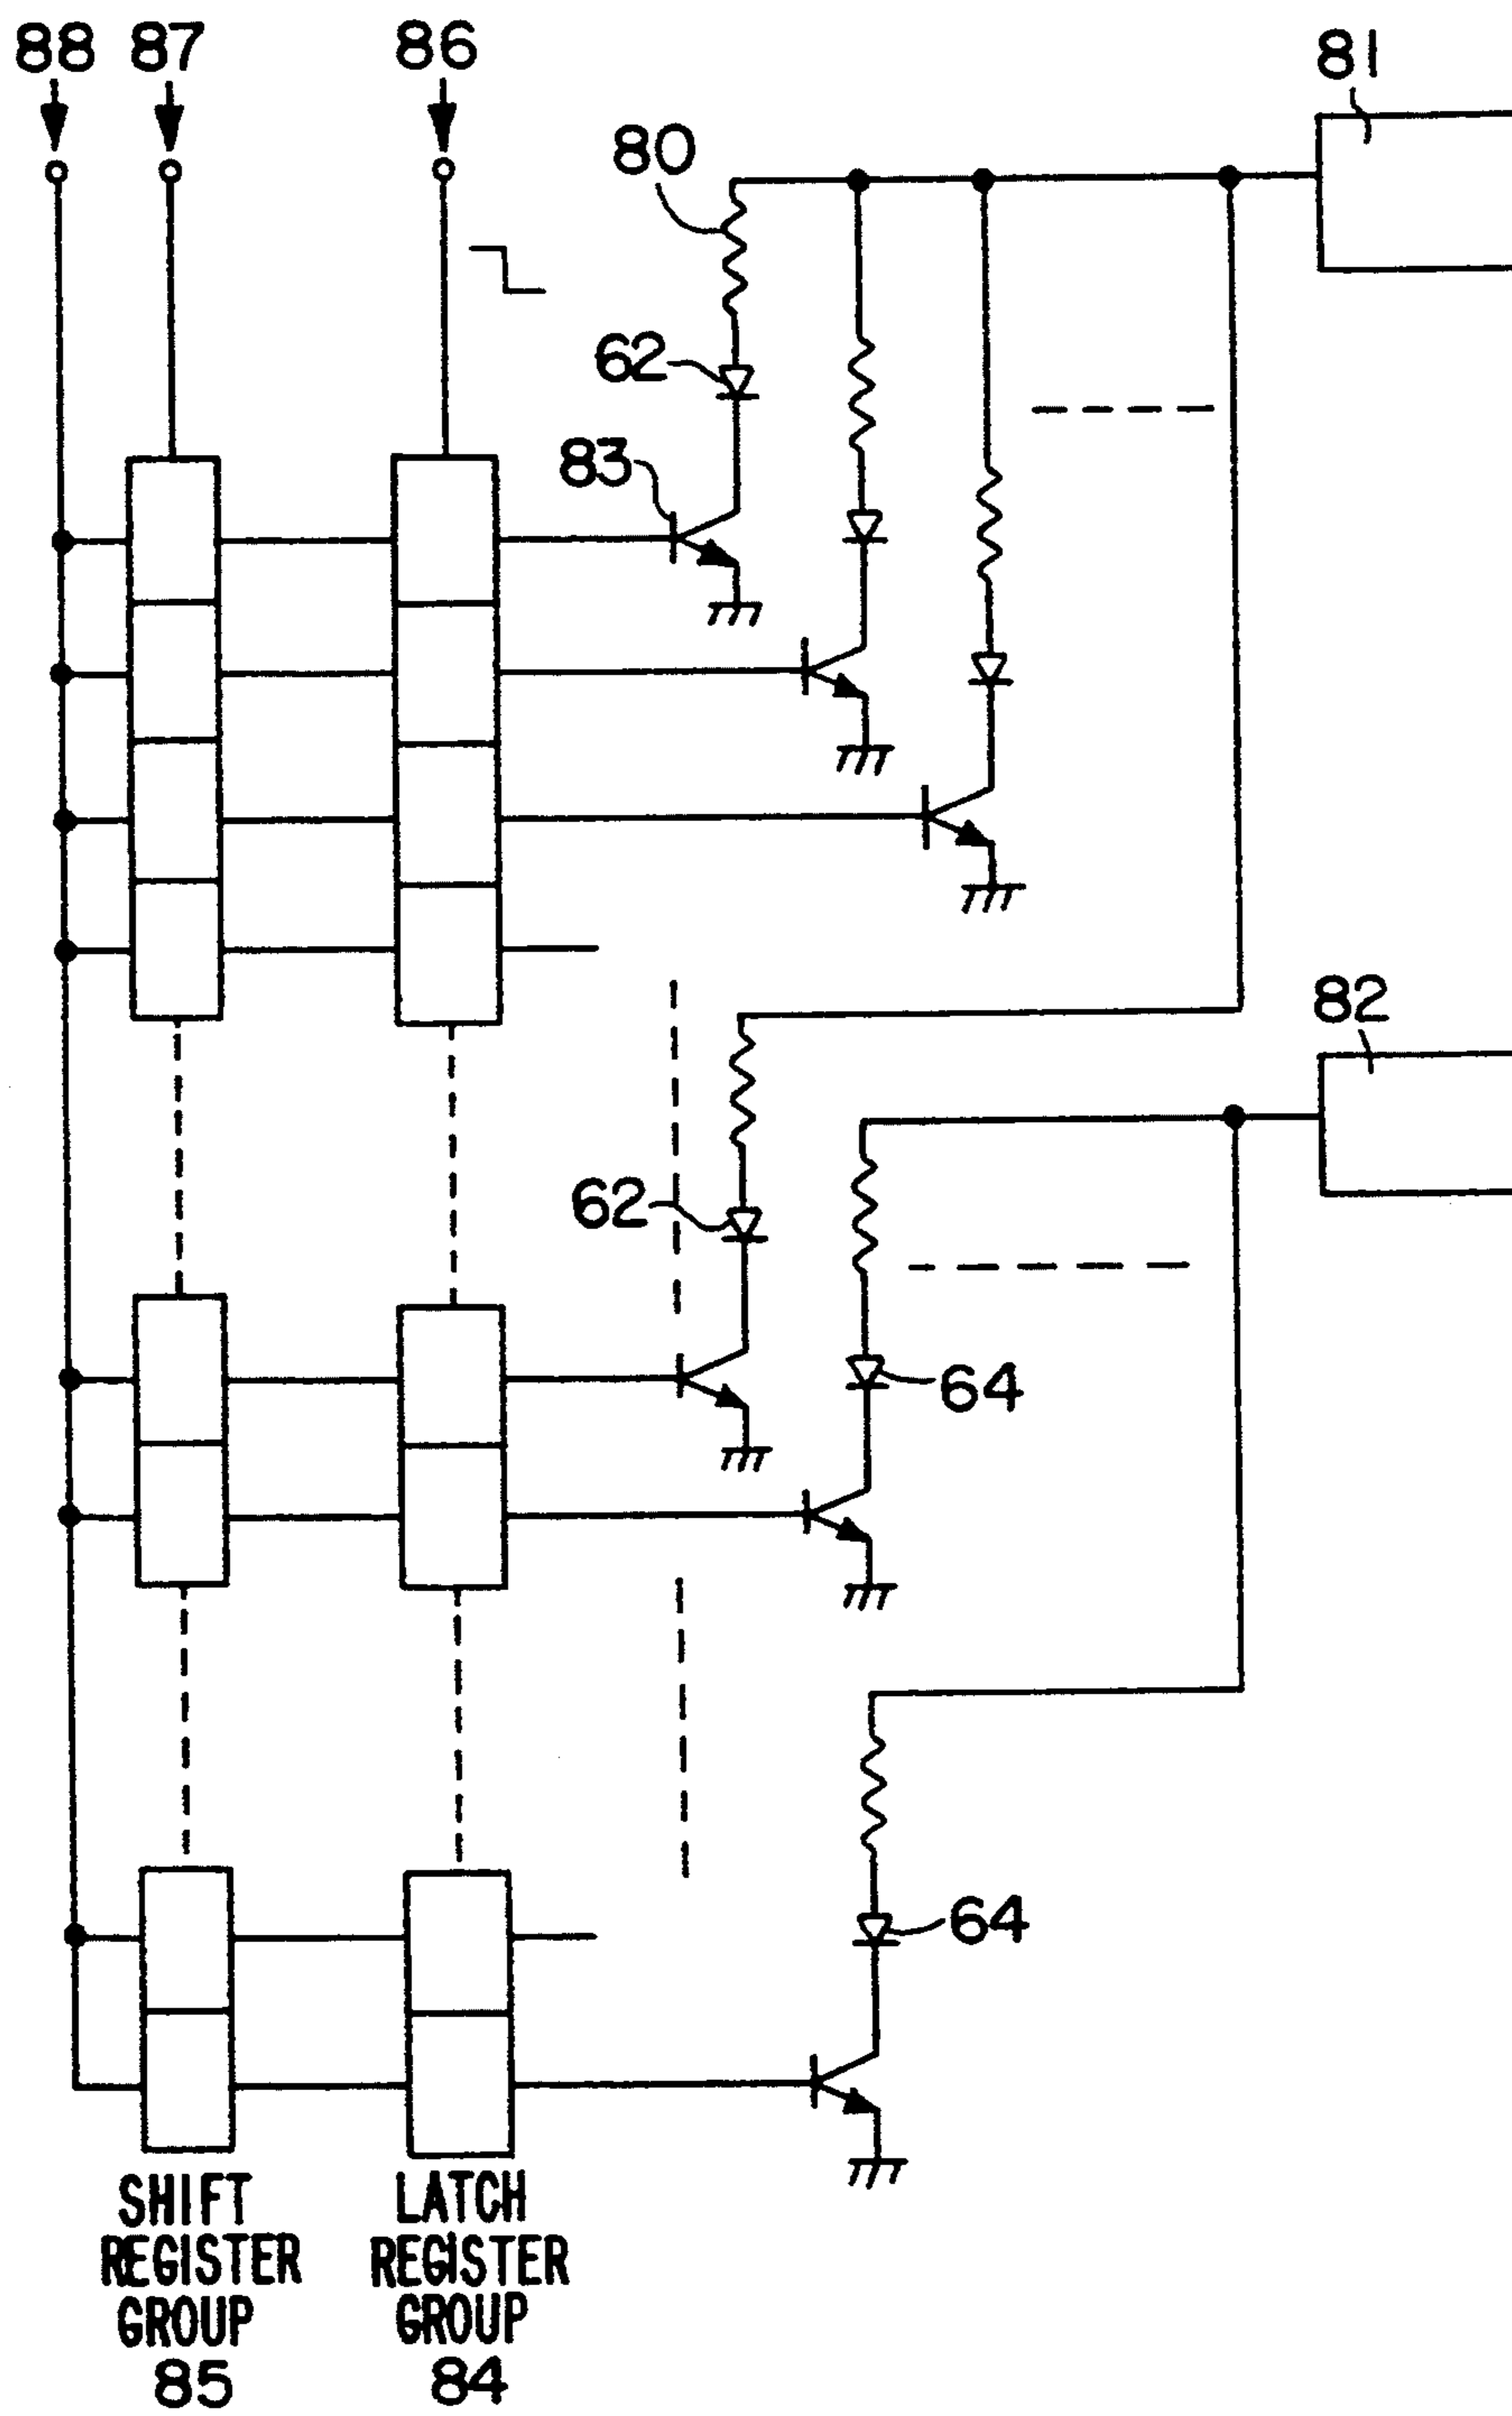 88 87 86 81
80
62
83
82
62
64
64
SHIFT
REGISTER
GROUP
85
LATCH
REGISTER
GROUP
84